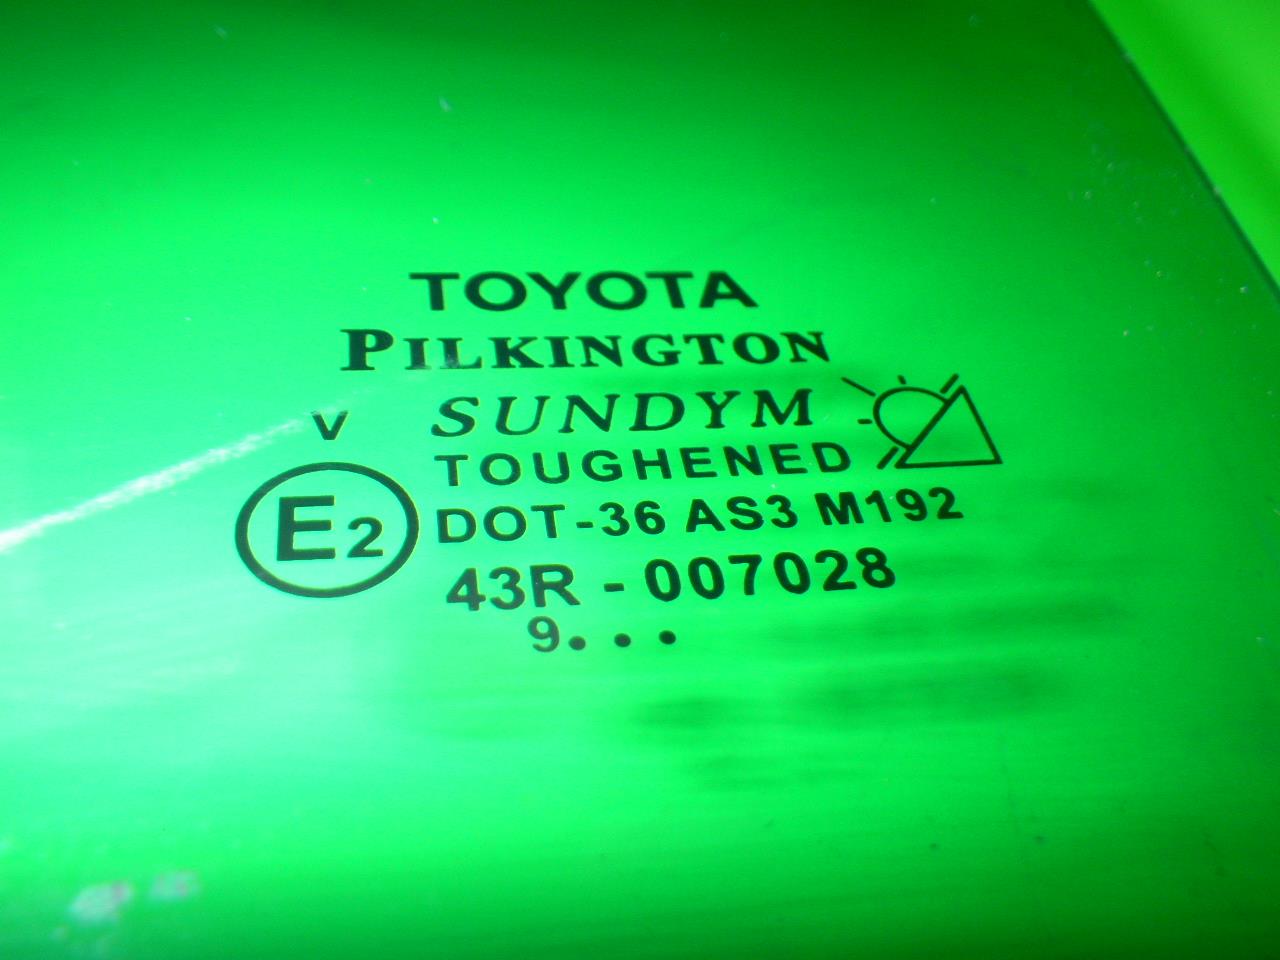 TOYOTA
PILKINGTON
V SUNDYM
TOUGHENED
E2 DOT-36 AS3 M192
43R - 007028
9...